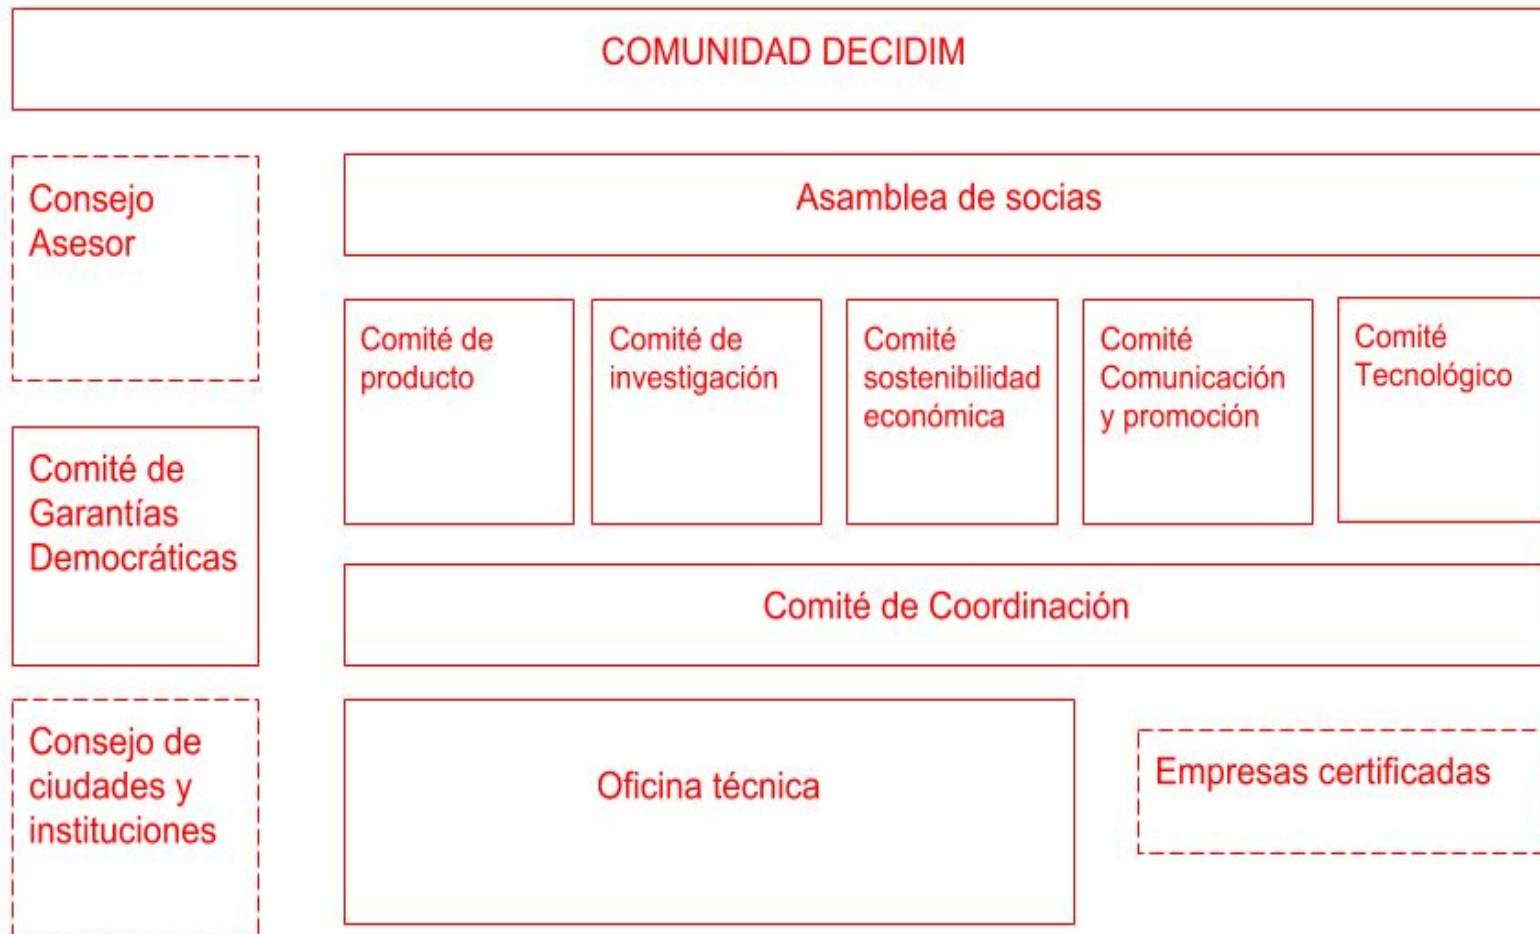 COMUNIDAD DECIDIM
Consejo
Asesor
Asamblea de socias
Comité de
producto
Comité de
investigación
Comité
sostenibilidad
económica
Comité
Comunicación
y promoción
Comité
Tecnológico
Comité de
Garantías
Democráticas
Comité de Coordinación
Consejo de
ciudades y
instituciones
Oficina técnica
Empresas certificadas